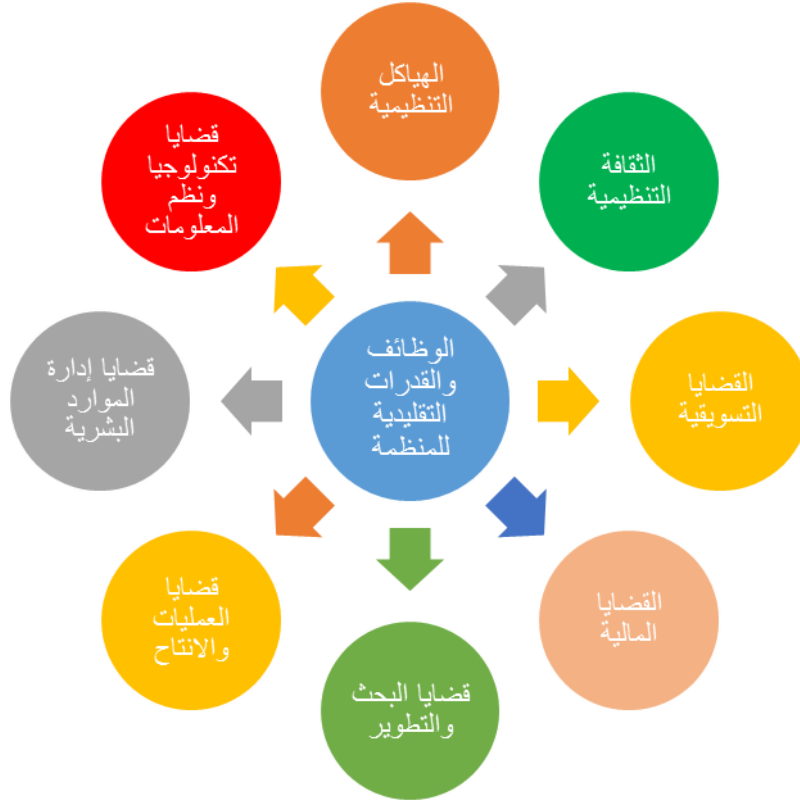 الهياكل
التنظيمية
الثقافة
التنظيمية
القضايا
التسويقية
القضايا
المالية
قضايا البحث
والتطوير
قضايا
العمليات
والانتاح
قضايا إدارة
الموارد
البشرية
قضايا
تكنولوجيا
ونظم
المعلومات
الوظائف
والقدرات
التقليدية
للمنظمة